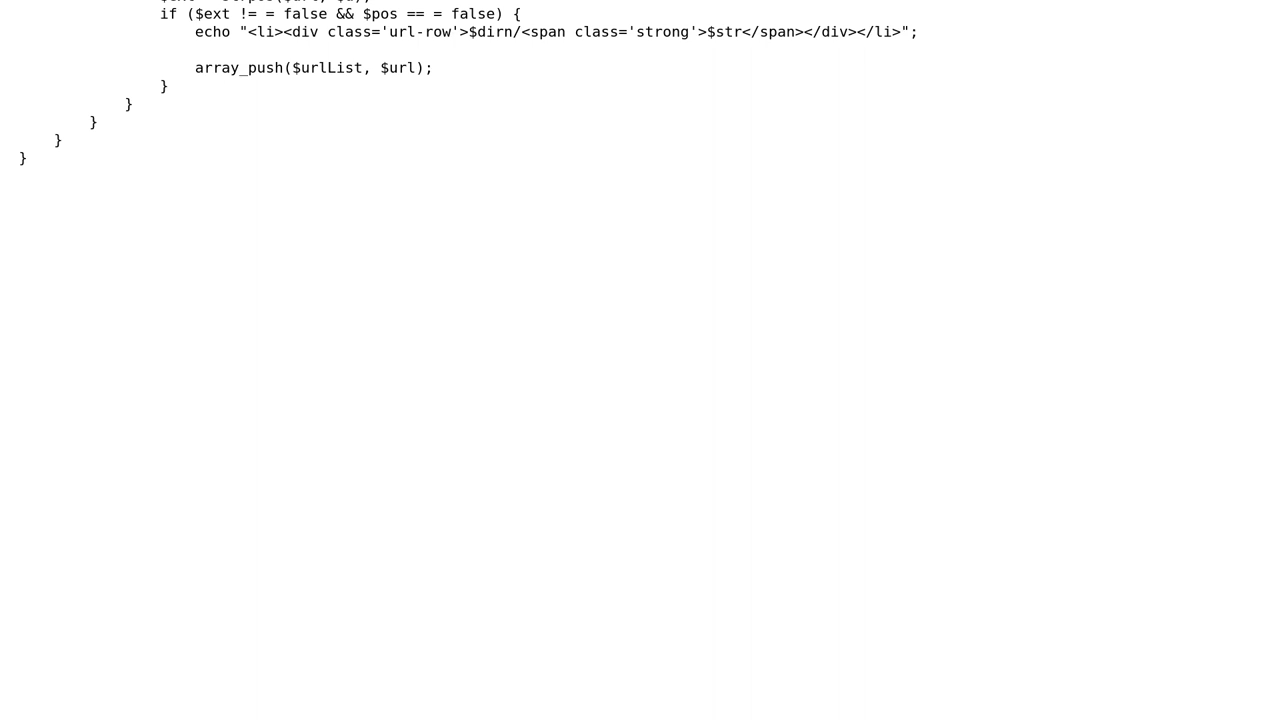 if ($ext != = false && $pos == = false) {
echo "<li><div class='url-row'>$dirn/<span class='strong'>$str</span></div></li>";
array_push($urlList, $url);
}
}
}
}
}